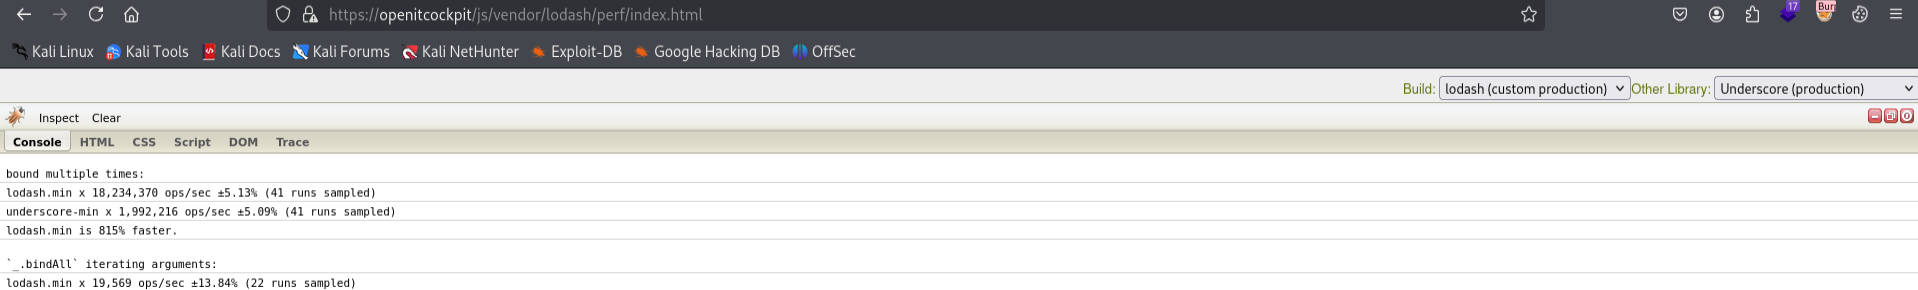 https://openitcockpit/js/vendor/lodash/perf/index.html
17
Kali Linux Kali Tools Kali Docs Kali Forums Kali NetHunter Exploit-DB Google Hacking DB OffSec
Build: lodash (custom production) Other Library: Underscore (production)
Inspect Clear
Console HTML CSS Script DOM Trace
bound multiple times:
lodash.min x 18,234,370 ops/sec ±5.13% (41 runs sampled)
underscore-min x 1,992,216 ops/sec ±5.09% (41 runs sampled)
lodash.min is 815% faster.
`_.bindAll` iterating arguments:
lodash.min x 19,569 ops/sec ±13.84% (22 runs sampled)